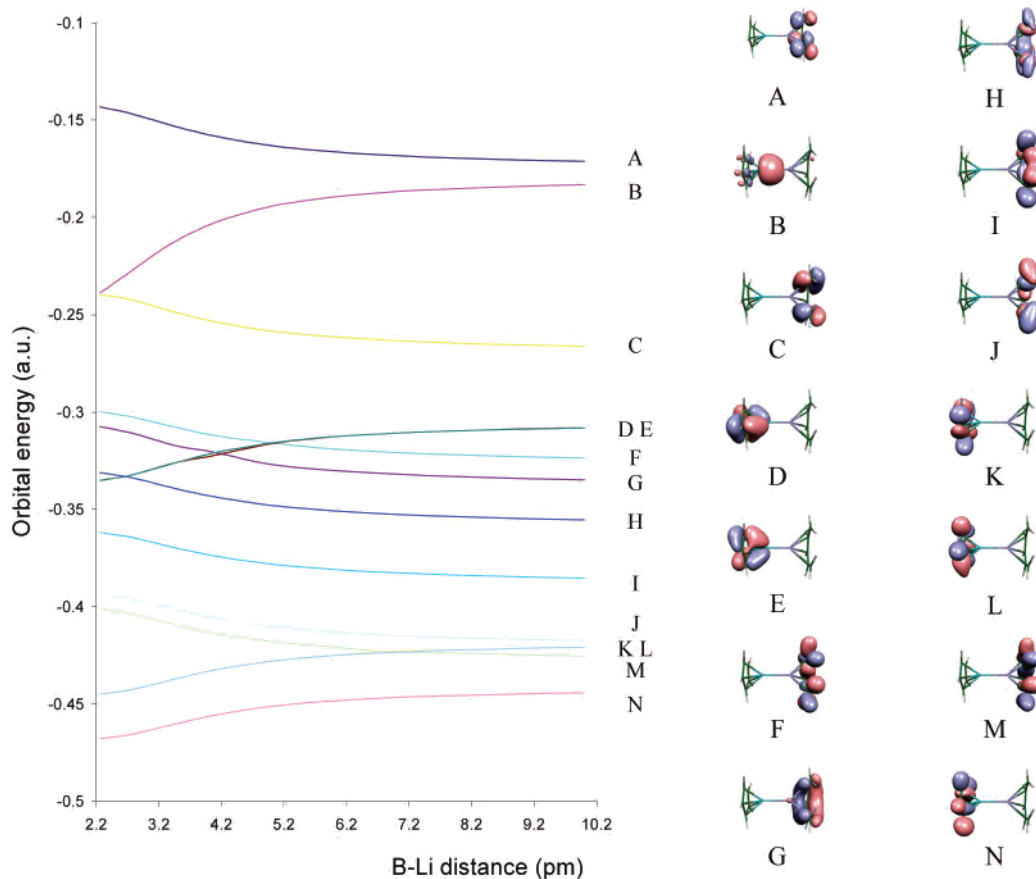 Orbital energy (a.u.)
-0.1
-0.15
-0.2
-0.25
-0.3
-0.35
-0.4
-0.45
-0.5
2.2 3.2 4.2 5.2 6.2 7.2 8.2 9.2 10.2
B-Li distance (pm)
A
B
C
D E
F
G
H
I
J
K L
M
N
A
B
C
D
E
F
G
H
I
J
K
L
M
N